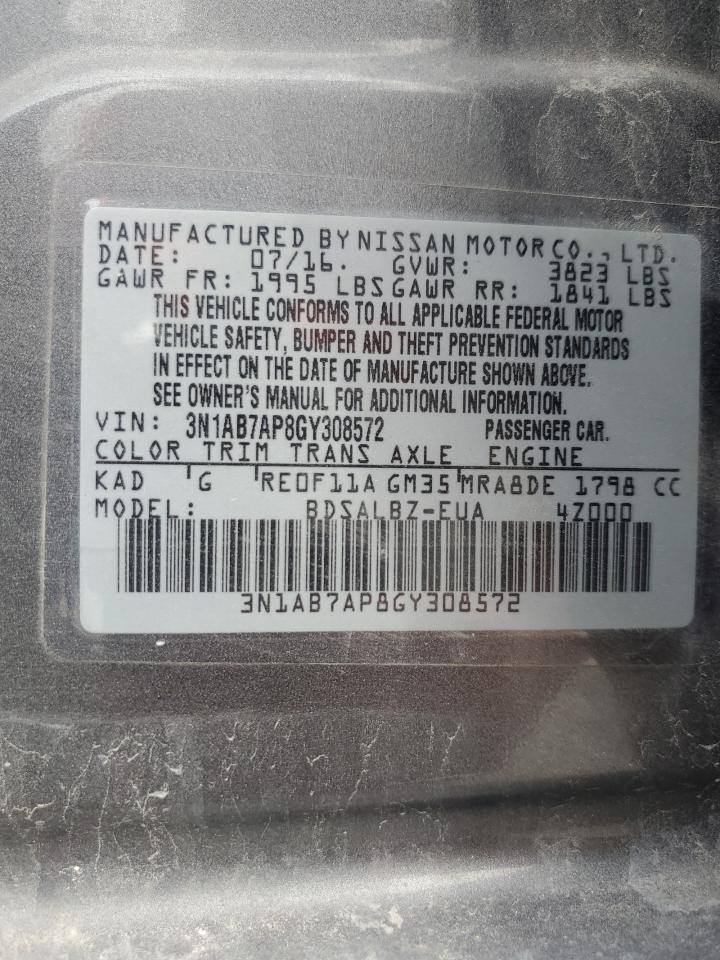 MANUFACTURED BY NISSAN MOTOR CO., LTD.
DATE: 07/16. GVWR: 3823 LBS
GAWR FR: 1995 LBS GAWR RR: 1841 LBS
THIS VEHICLE CONFORMS TO ALL APPLICABLE FEDERAL MOTOR
VEHICLE SAFETY, BUMPER AND THEFT PREVENTION STANDARDS
IN EFFECT ON THE DATE OF MANUFACTURE SHOWN ABOVE.
SEE OWNER'S MANUAL FOR ADDITIONAL INFORMATION.
VIN: 3N1AB7AP8GY308572 PASSENGER CAR.
COLOR TRIM TRANS AXLE ENGINE
KAD G RE0F11A GM35 MRA8DE 1798 CC
MODEL: BDSALBZ-EUA 4Z000
3N1AB7AP8GY308572